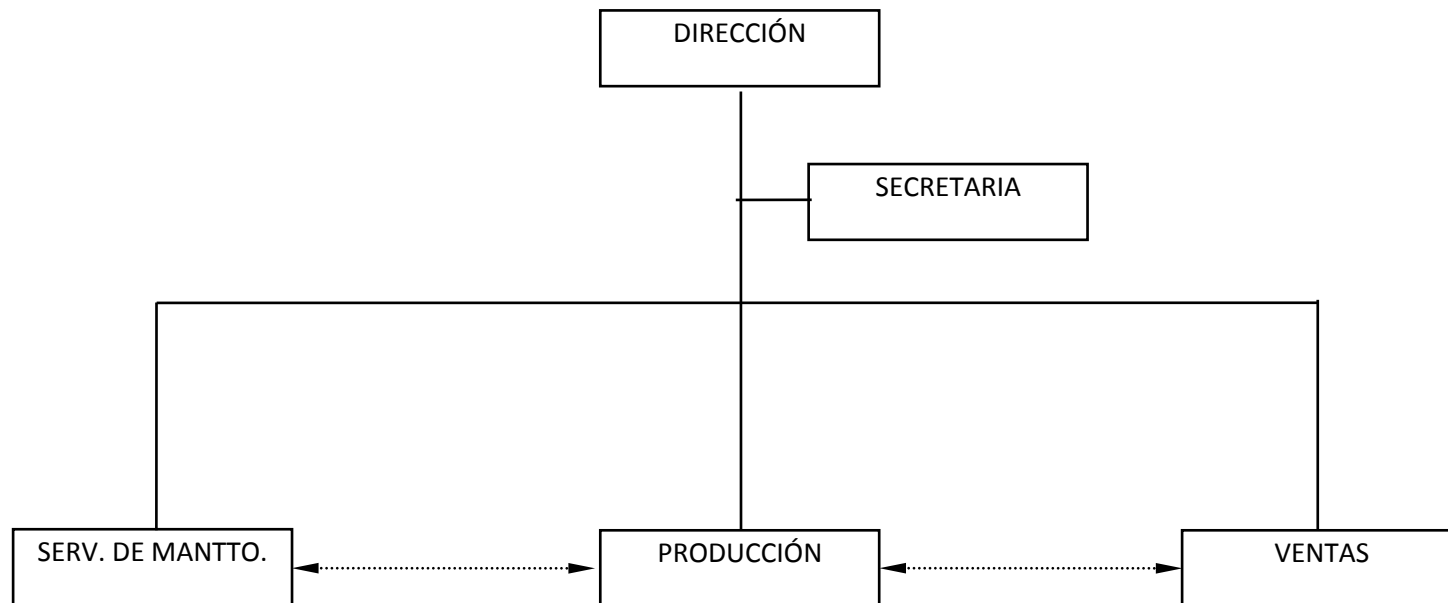 DIRECCIÓN
SECRETARIA
SERV. DE MANTTO.
PRODUCCIÓN
VENTAS